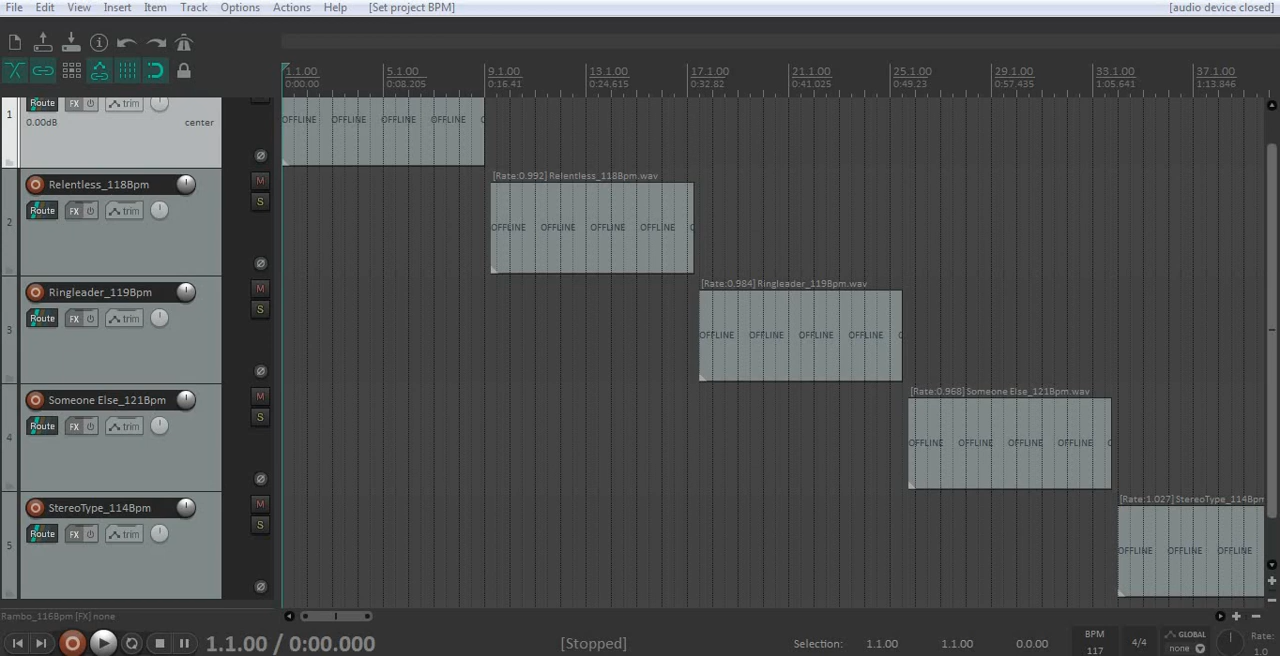 File Edit View Insert Item Track Options Actions Help [Set project BPM] [audio device closed]
1.1.00 5.1.00 9.1.00 13.1.00 17.1.00 21.1.00 25.1.00 29.1.00 33.1.00 37.1.00
0:00.00 0:08.205 0:16.41 0:24.615 0:32.82 0:41.025 0:49.23 0:57.435 1:05.641 1:13.846
1 Route FX trim
0.00dB center
OFFLINE OFFLINE OFFLINE OFFLINE
[Rate:0.992] Relentless_118Bpm.wav
Relentless_118Bpm M
2 Route FX trim S
OFFLINE OFFLINE OFFLINE OFFLINE
[Rate:0.984] Ringleader_119Bpm.wav
Ringleader_119Bpm M
3 Route FX trim S
OFFLINE OFFLINE OFFLINE OFFLINE
[Rate:0.968] Someone Else_121Bpm.wav
Someone Else_121Bpm M
4 Route FX trim S
OFFLINE OFFLINE OFFLINE OFFLINE
[Rate:1.027] StereoType_114Bpm
StereoType_114Bpm M
5 Route FX trim S
OFFLINE OFFLINE OFFLINE
Rambo_116Bpm [FX] none
1.1.00 / 0:00.000 [Stopped] Selection: 1.1.00 1.1.00 0.0.00
BPM
117
4/4
GLOBAL
none
Rate:
1.0